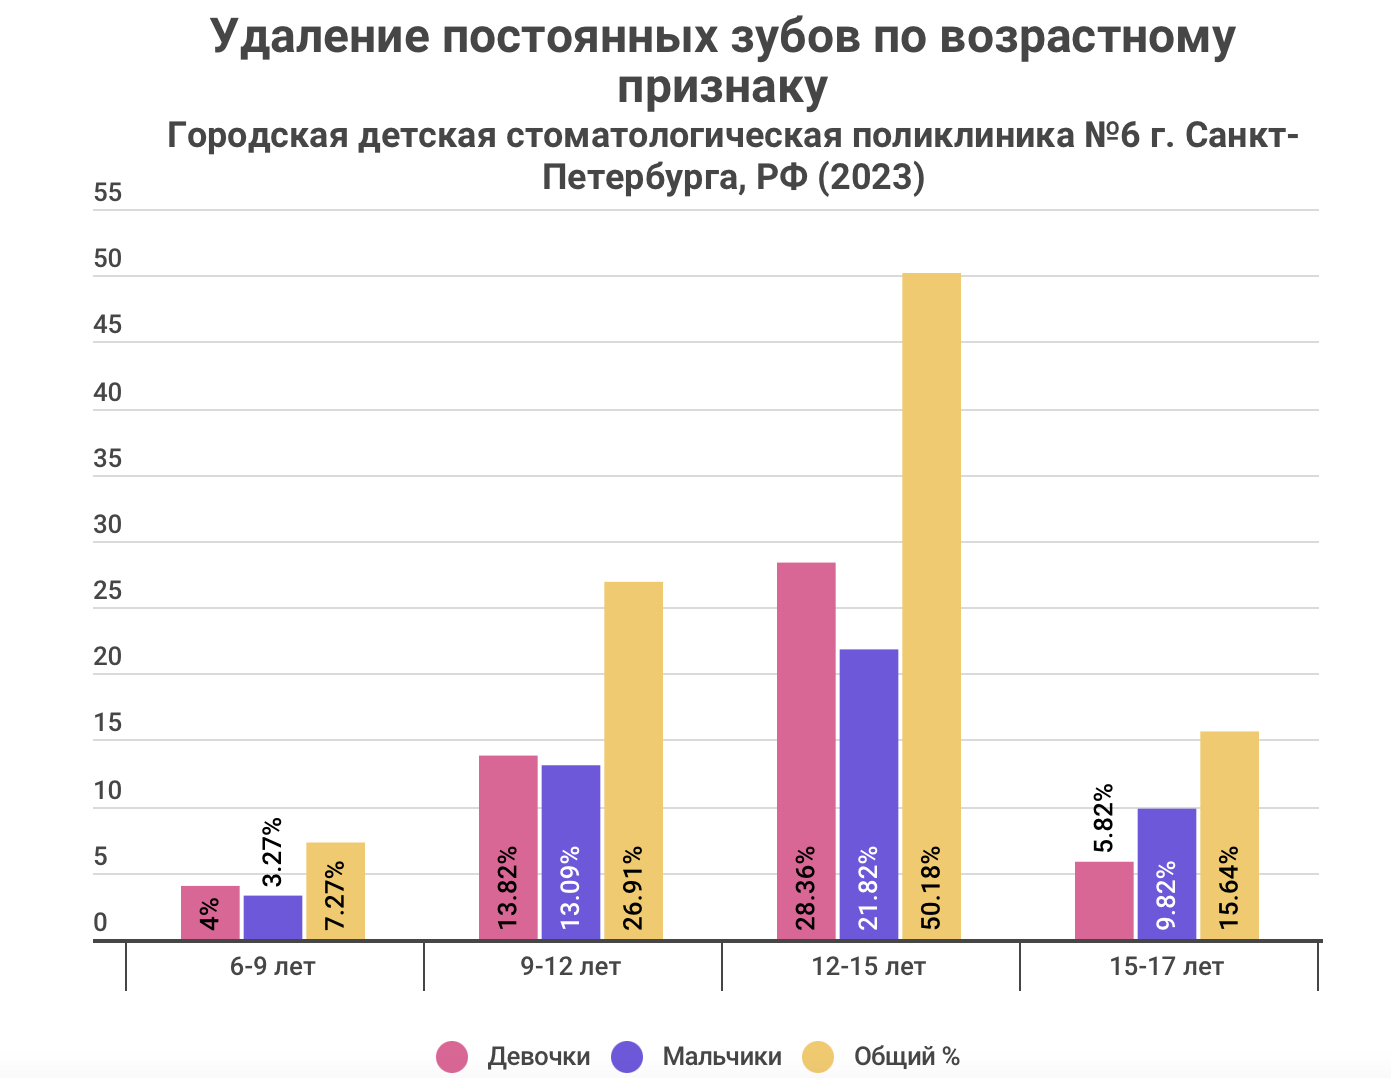 Удаление постоянных зубов по возрастному
признаку
Городская детская стоматологическая поликлиника №6 г. Санкт-
Петербурга, РФ (2023)
55
50
45
40
35
30
25
20
15
10
5
0
4%
3.27%
7.27%
13.82%
13.09%
26.91%
28.36%
21.82%
50.18%
5.82%
9.82%
15.64%
6-9 лет
9-12 лет
12-15 лет
15-17 лет
Девочки
Мальчики
Общий %